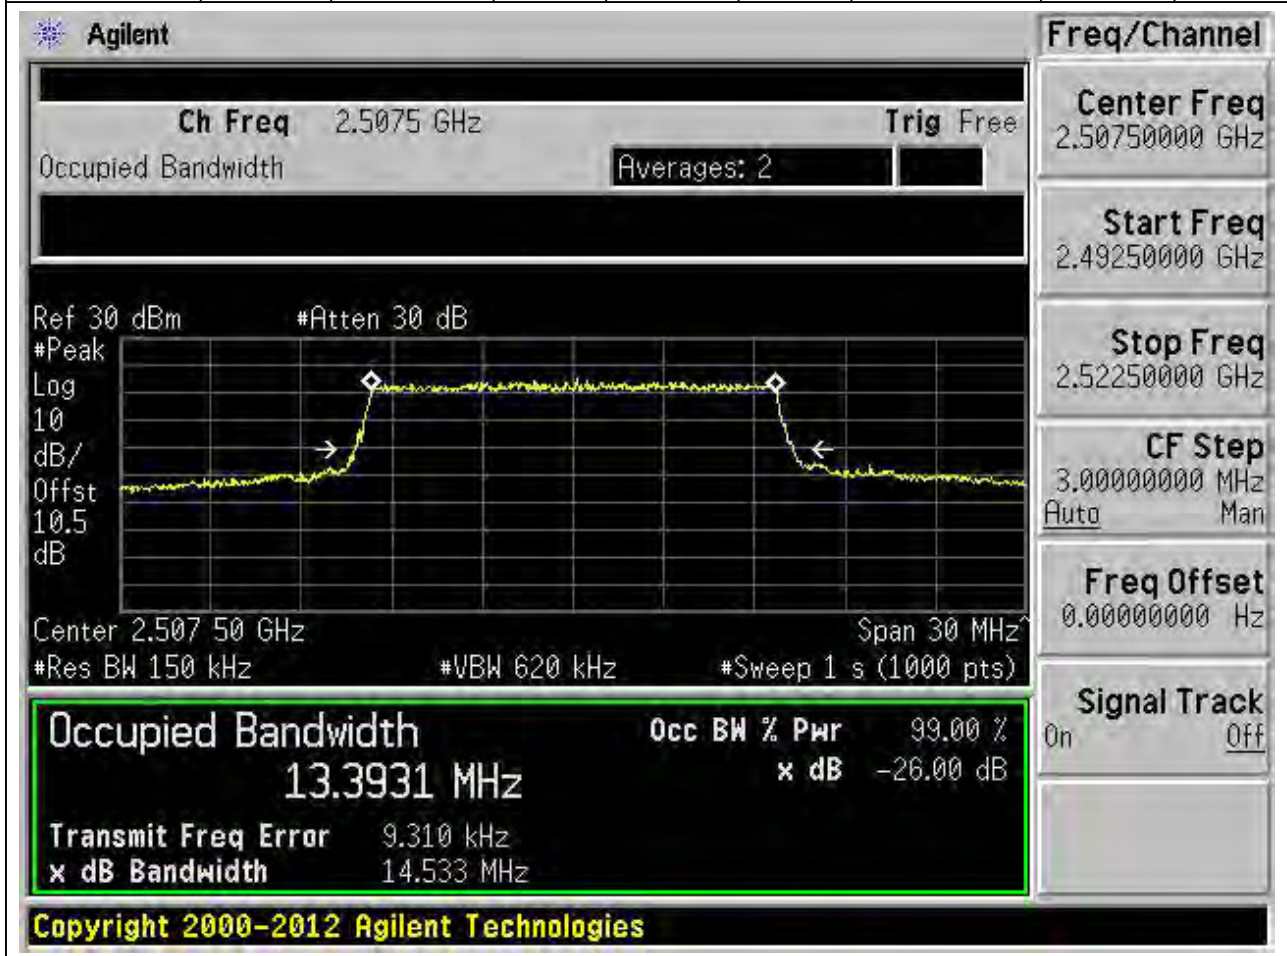 Agilent
Freq/Channel
Ch Freq 2.5075 GHz Trig Free
Occupied Bandwidth Averages: 2
Center Freq
2.50750000 GHz
Start Freq
2.49250000 GHz
Stop Freq
2.52250000 GHz
CF Step
3.00000000 MHz
Auto Man
Freq Offset
0.00000000 Hz
Signal Track
On Off
Ref 30 dBm #Atten 30 dB
#Peak
Log
10
dB/
Offst
10.5
dB
Center 2.507 50 GHz Span 30 MHz^
#Res BW 150 kHz #VBW 620 kHz #Sweep 1 s (1000 pts)
Occupied Bandwidth
13.3931 MHz
Occ BW % Pwr 99.00 %
x dB -26.00 dB
Transmit Freq Error 9.310 kHz
x dB Bandwidth 14.533 MHz
Copyright 2000-2012 Agilent Technologies